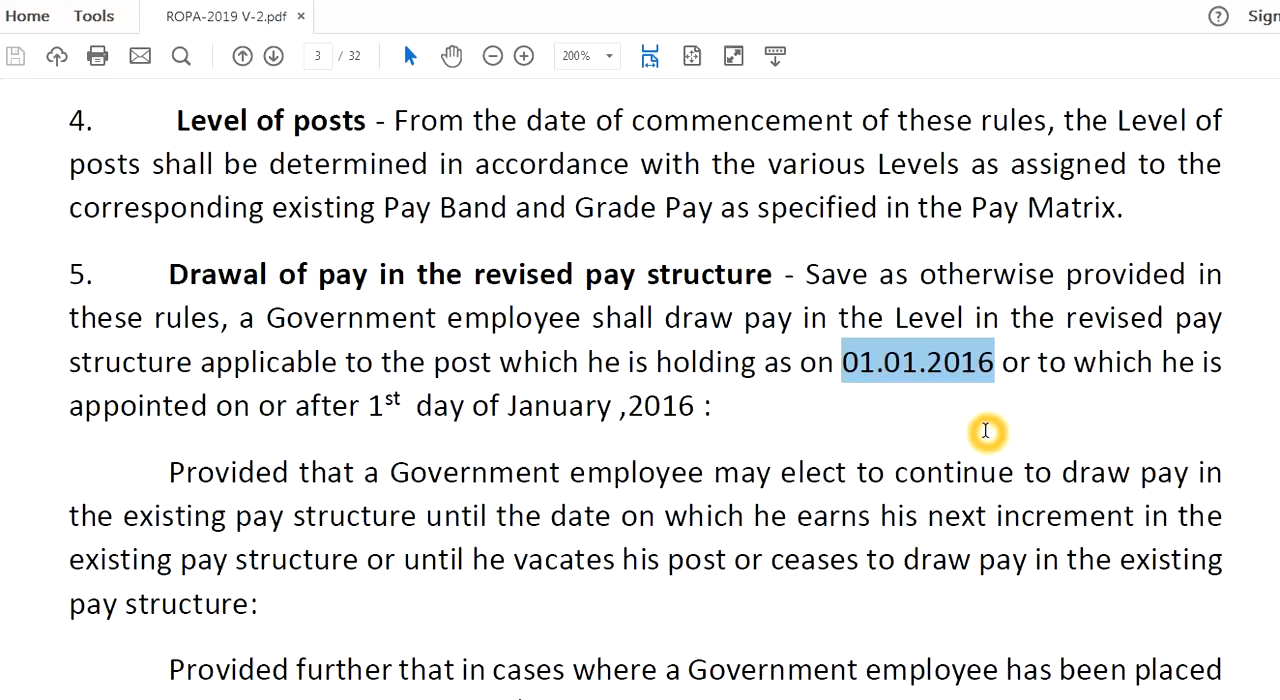 Home Tools ROPA-2019 V-2.pdf × ? Sign
3 / 32 200%
4. Level of posts - From the date of commencement of these rules, the Level of
posts shall be determined in accordance with the various Levels as assigned to the
corresponding existing Pay Band and Grade Pay as specified in the Pay Matrix.
5. Drawal of pay in the revised pay structure - Save as otherwise provided in
these rules, a Government employee shall draw pay in the Level in the revised pay
structure applicable to the post which he is holding as on 01.01.2016 or to which he is
appointed on or after 1st day of January ,2016 :
Provided that a Government employee may elect to continue to draw pay in
the existing pay structure until the date on which he earns his next increment in the
existing pay structure or until he vacates his post or ceases to draw pay in the existing
pay structure:
Provided further that in cases where a Government employee has been placed